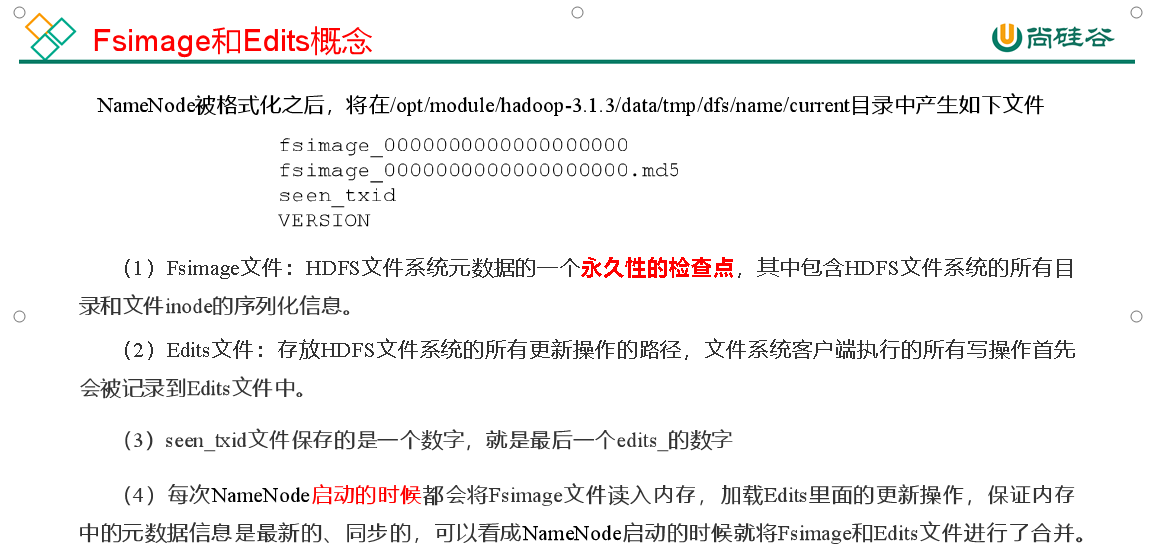 Fsimage和Edits概念
尚硅谷
NameNode被格式化之后，将在/opt/module/hadoop-3.1.3/data/tmp/dfs/name/current目录中产生如下文件
fsimage_0000000000000000000
fsimage_0000000000000000000.md5
seen_txid
VERSION
（1）Fsimage文件：HDFS文件系统元数据的一个永久性的检查点，其中包含HDFS文件系统的所有目
录和文件inode的序列化信息。
（2）Edits文件：存放HDFS文件系统的所有更新操作的路径，文件系统客户端执行的所有写操作首先
会被记录到Edits文件中。
（3）seen_txid文件保存的是一个数字，就是最后一个edits_的数字
（4）每次NameNode启动的时候都会将Fsimage文件读入内存，加载Edits里面的更新操作，保证内存
中的元数据信息是最新的、同步的，可以看成NameNode启动的时候就将Fsimage和Edits文件进行了合并。